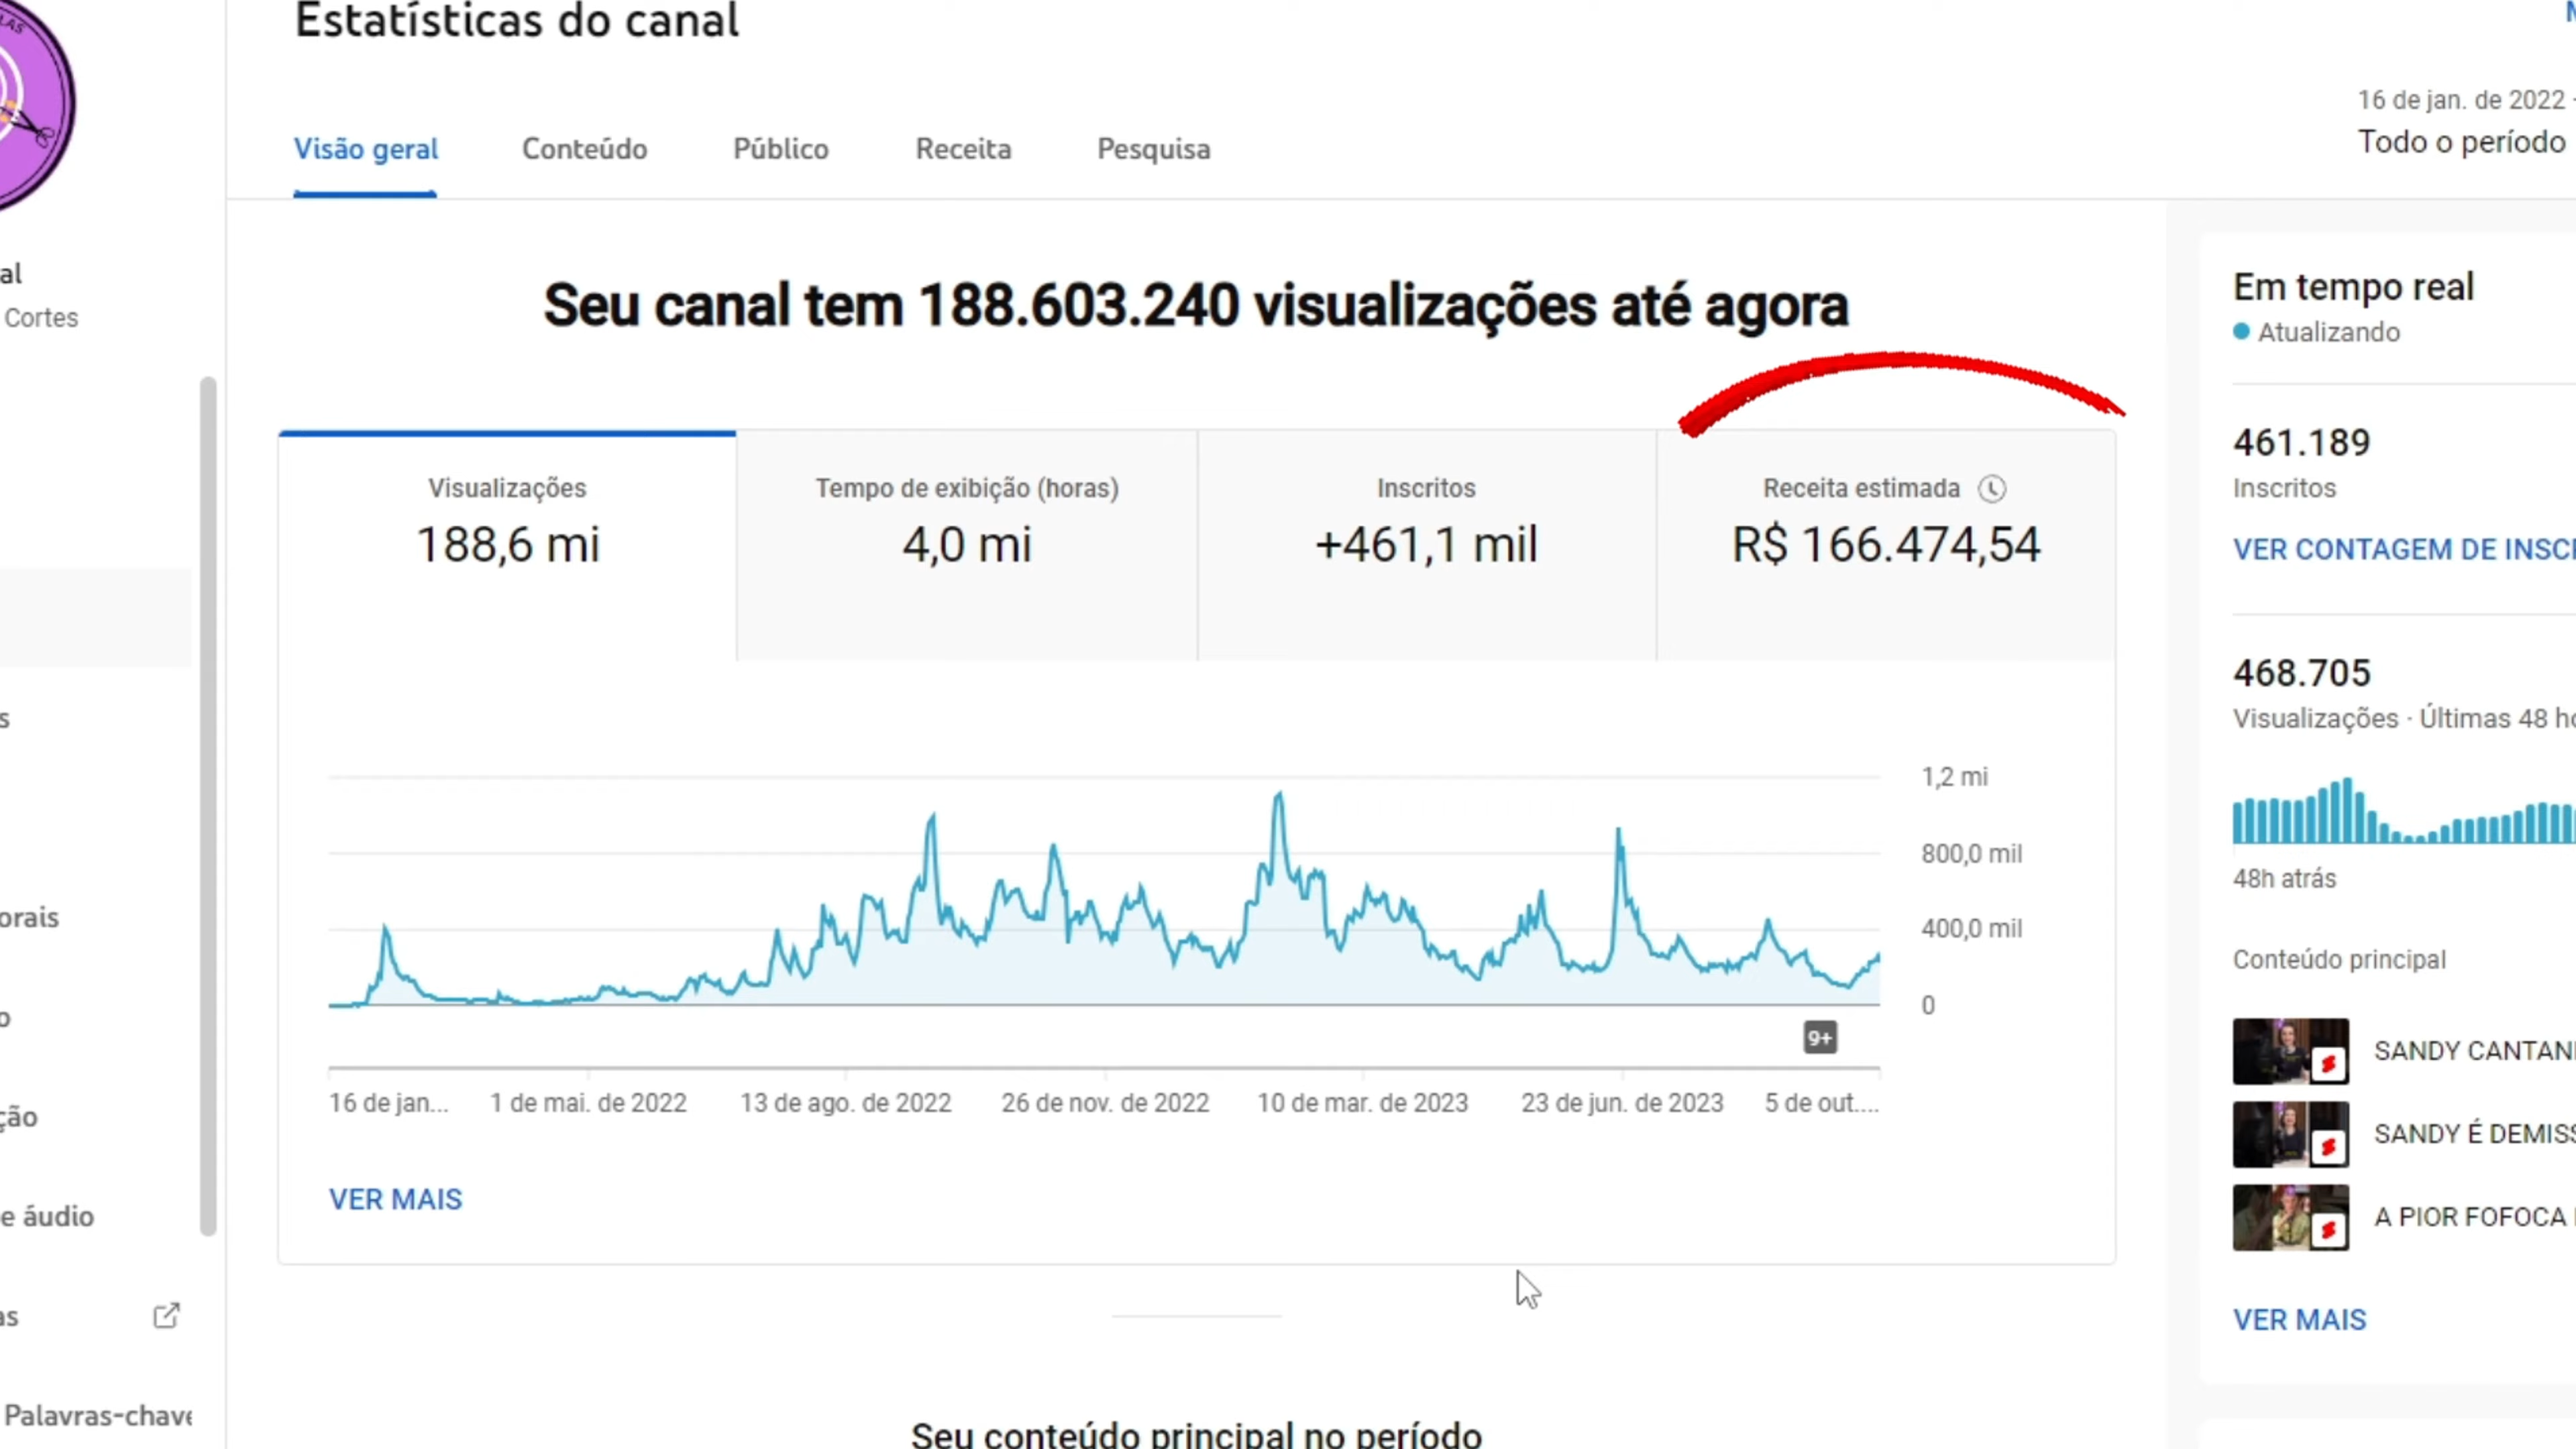 Estatísticas do canal
16 de jan. de 2022
Todo o período
Visão geral
Conteúdo
Público
Receita
Pesquisa
al
Cortes
Seu canal tem 188.603.240 visualizações até agora
Visualizações
188,6 mi
Tempo de exibição (horas)
4,0 mi
Inscritos
+461,1 mil
Receita estimada
R$ 166.474,54
1,2 mi
800,0 mil
400,0 mil
0
9+
16 de jan...
1 de mai. de 2022
13 de ago. de 2022
26 de nov. de 2022
10 de mar. de 2023
23 de jun. de 2023
5 de out....
VER MAIS
Seu conteúdo principal no período
Em tempo real
Atualizando
461.189
Inscritos
VER CONTAGEM DE INSC
468.705
Visualizações · Últimas 48 h
48h atrás
Conteúdo principal
SANDY CANTAN
SANDY É DEMISS
A PIOR FOFOCA
VER MAIS
s
orais
o
ção
e áudio
as
Palavras-chave